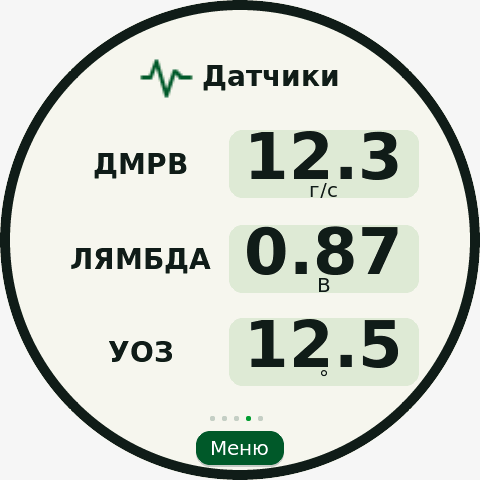 Датчики
ДМРВ 12.3
г/с
ЛЯМБДА 0.87
В
УОЗ 12.5
°
Меню